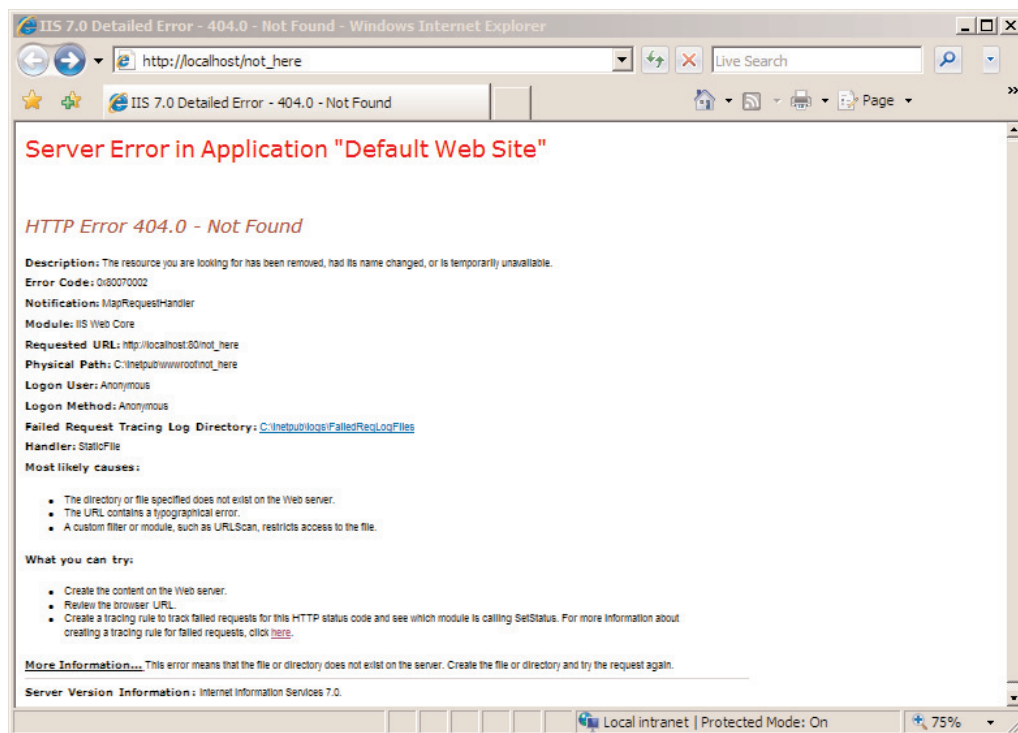 IIS 7.0 Detailed Error - 404.0 - Not Found - Windows Internet Explorer
http://localhost/not_here
Live Search
IIS 7.0 Detailed Error - 404.0 - Not Found
Page
Server Error in Application "Default Web Site"
HTTP Error 404.0 - Not Found
Description: The resource you are looking for has been removed, had its name changed, or is temporarily unavailable.
Error Code: 0x80070002
Notification: MapRequestHandler
Module: IIS Web Core
Requested URL: http://localhost:80/not_here
Physical Path: C:\inetpub\wwwroot\not_here
Logon User: Anonymous
Logon Method: Anonymous
Failed Request Tracing Log Directory: C:\inetpub\logs\FailedReqLogFiles
Handler: StaticFile
Most likely causes:
• The directory or file specified does not exist on the Web server.
• The URL contains a typographical error.
• A custom filter or module, such as URLScan, restricts access to the file.
What you can try:
• Create the content on the Web server.
• Review the browser URL.
• Create a tracing rule to track failed requests for this HTTP status code and see which module is calling SetStatus. For more information about
creating a tracing rule for failed requests, click here.
More Information... This error means that the file or directory does not exist on the server. Create the file or directory and try the request again.
Server Version Information: Internet Information Services 7.0.
Local intranet | Protected Mode: On
75%